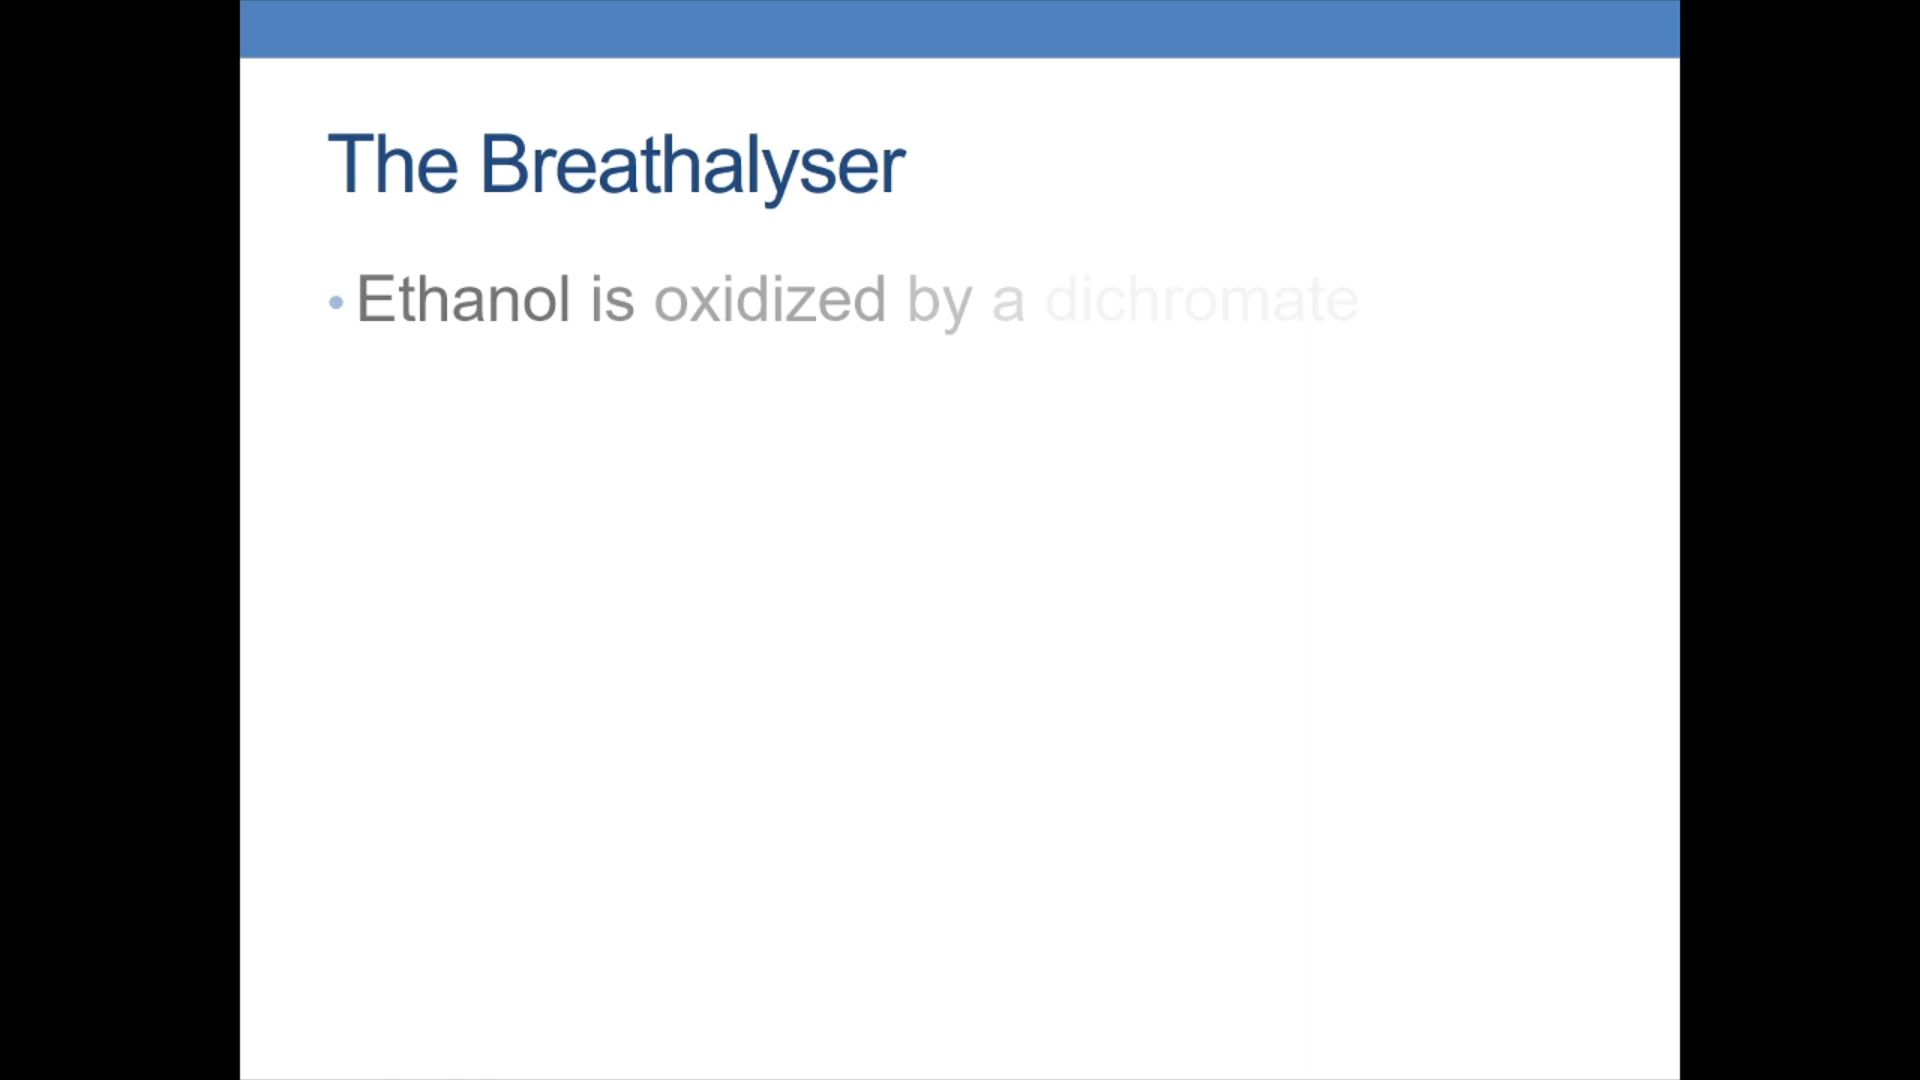 The Breathalyser
• Ethanol is oxidized by a dichromate